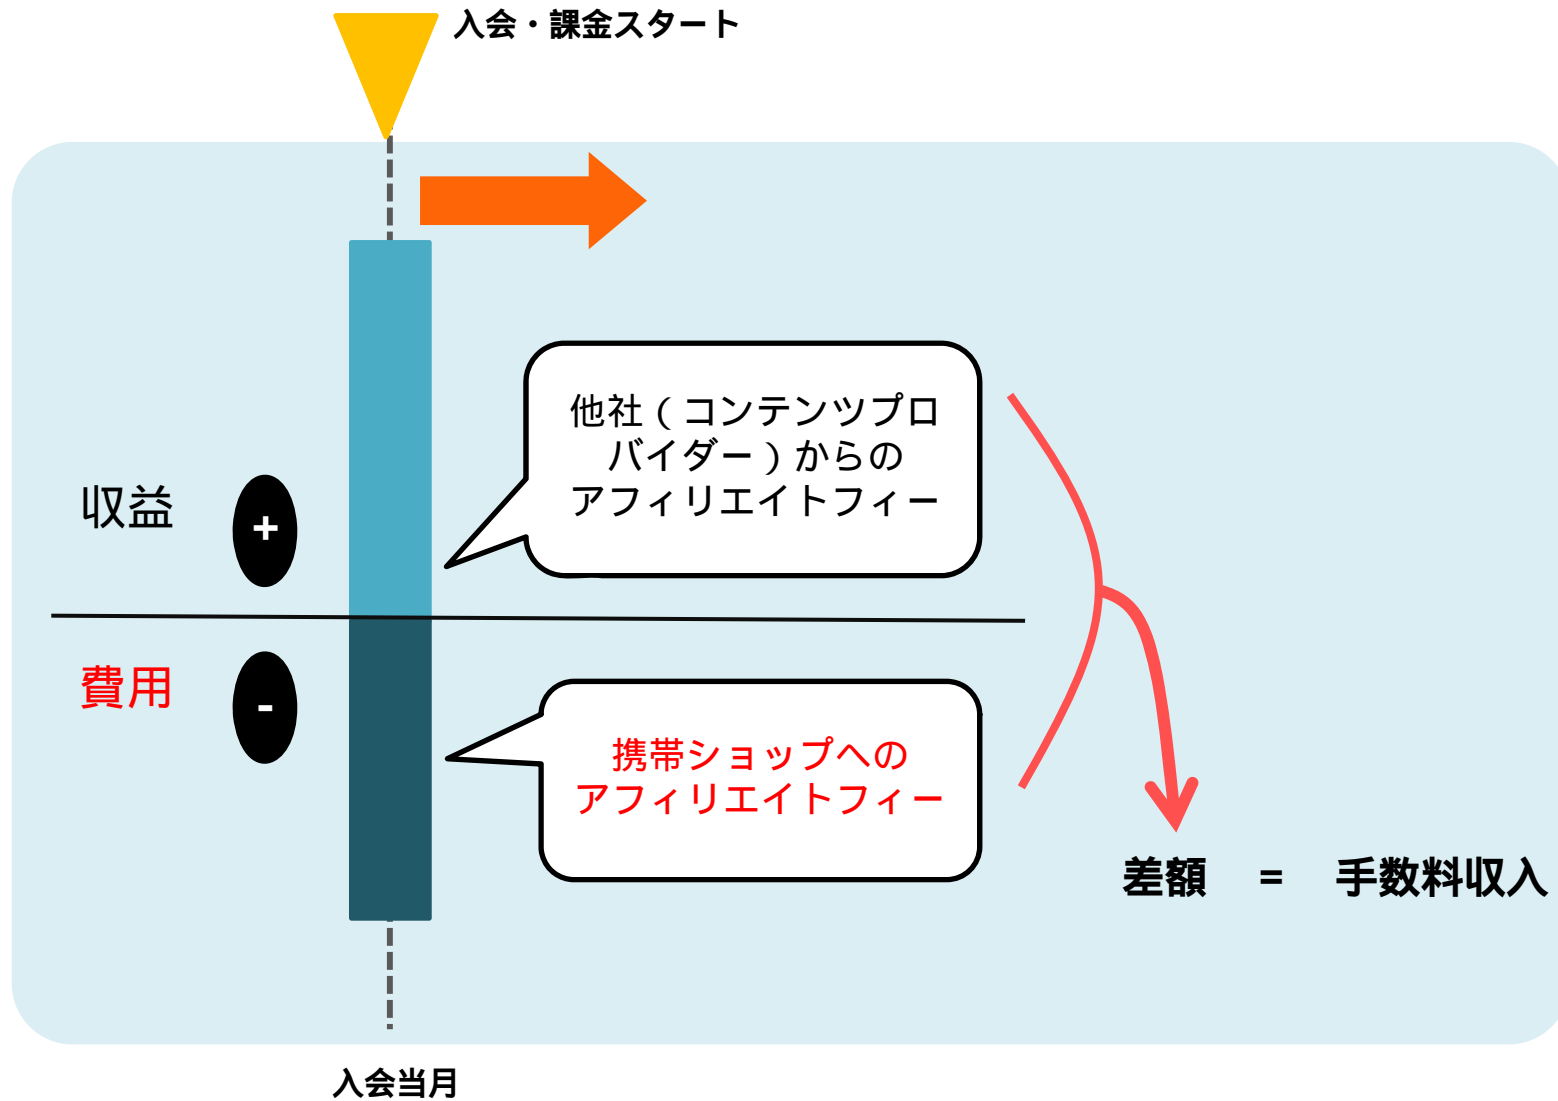 入会・課金スタート
他社（コンテンツプロ
バイダー）からの
アフィリエイトフィー
収益
+
費用
-
携帯ショップへの
アフィリエイトフィー
差額 = 手数料収入
入会当月